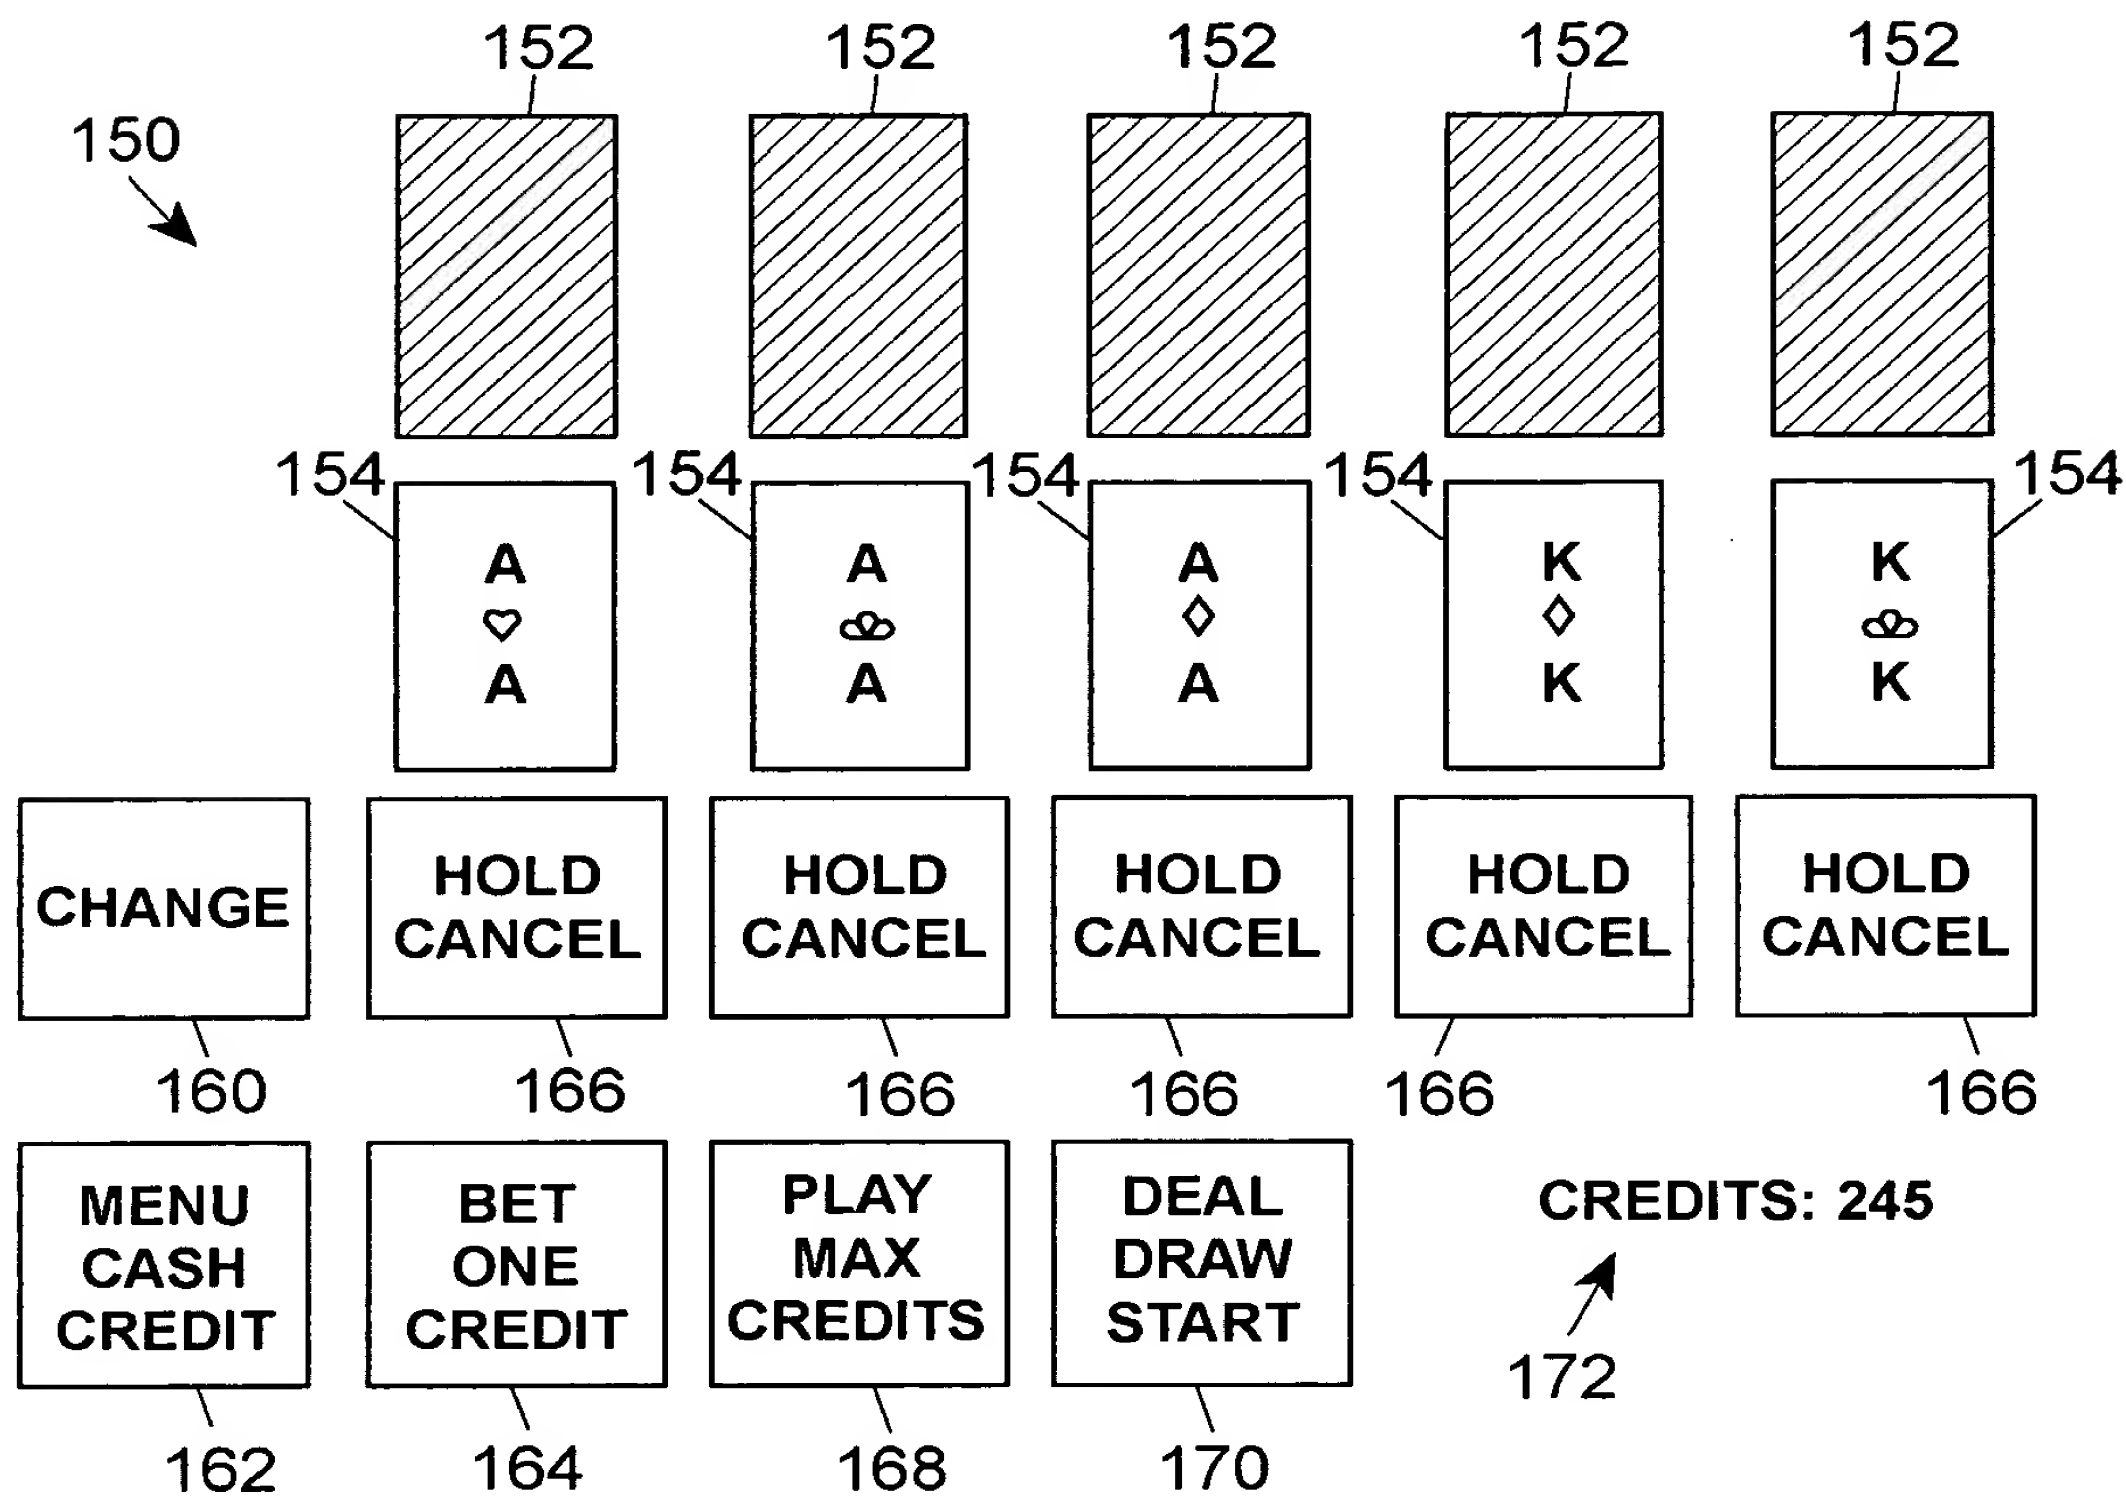 152 152 152 152 152
150
154 154 154 154 154
A A A K K
A A A K K
CHANGE
HOLD
CANCEL
HOLD
CANCEL
HOLD
CANCEL
HOLD
CANCEL
HOLD
CANCEL
160 166 166 166 166 166
MENU
CASH
CREDIT
BET
ONE
CREDIT
PLAY
MAX
CREDITS
DEAL
DRAW
START
CREDITS: 245
172
162 164 168 170